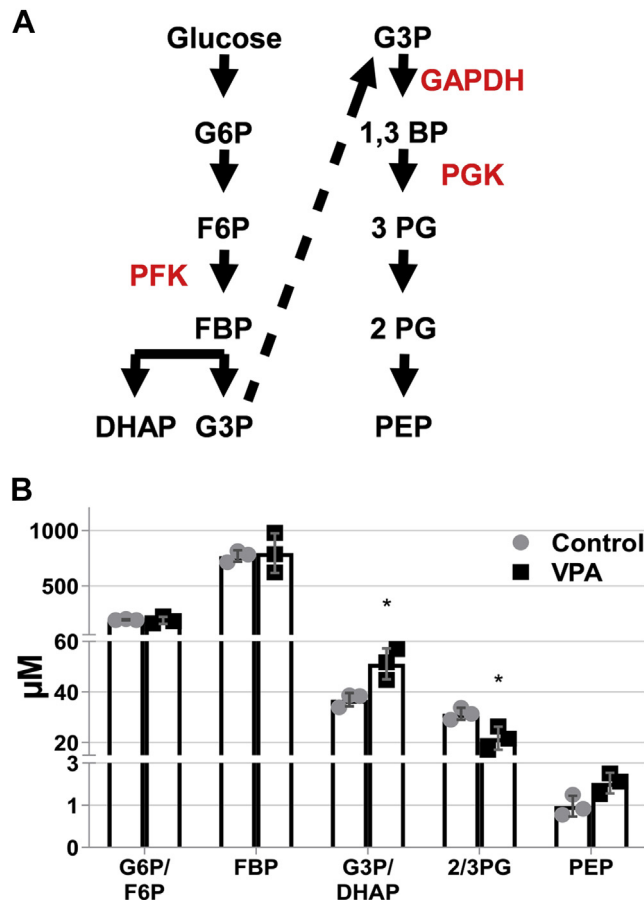 A
Glucose G3P
GAPDH
G6P 1,3 BP
PGK
F6P 3 PG
PFK
FBP 2 PG
DHAP G3P PEP
B
1000
Control
VPA
500
*
60
*
µM
40
20
3
1
0
G6P/ FBP G3P/ 2/3PG PEP
F6P DHAP